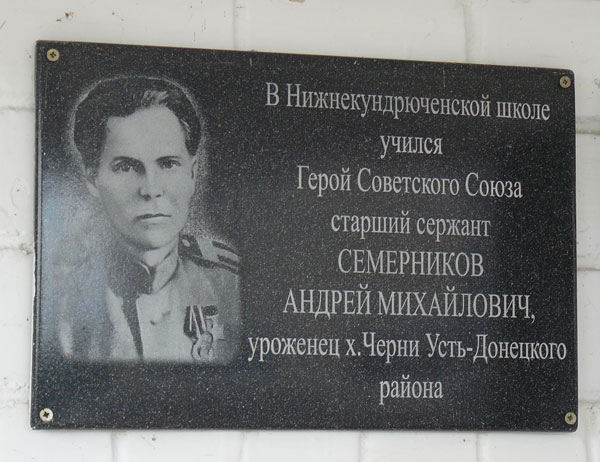 В Нижнекундрюченской школе
учился
Герой Советского Союза
старший сержант
СЕМЕРНИКОВ
АНДРЕЙ МИХАЙЛОВИЧ,
уроженец х.Черни Усть-Донецкого
района